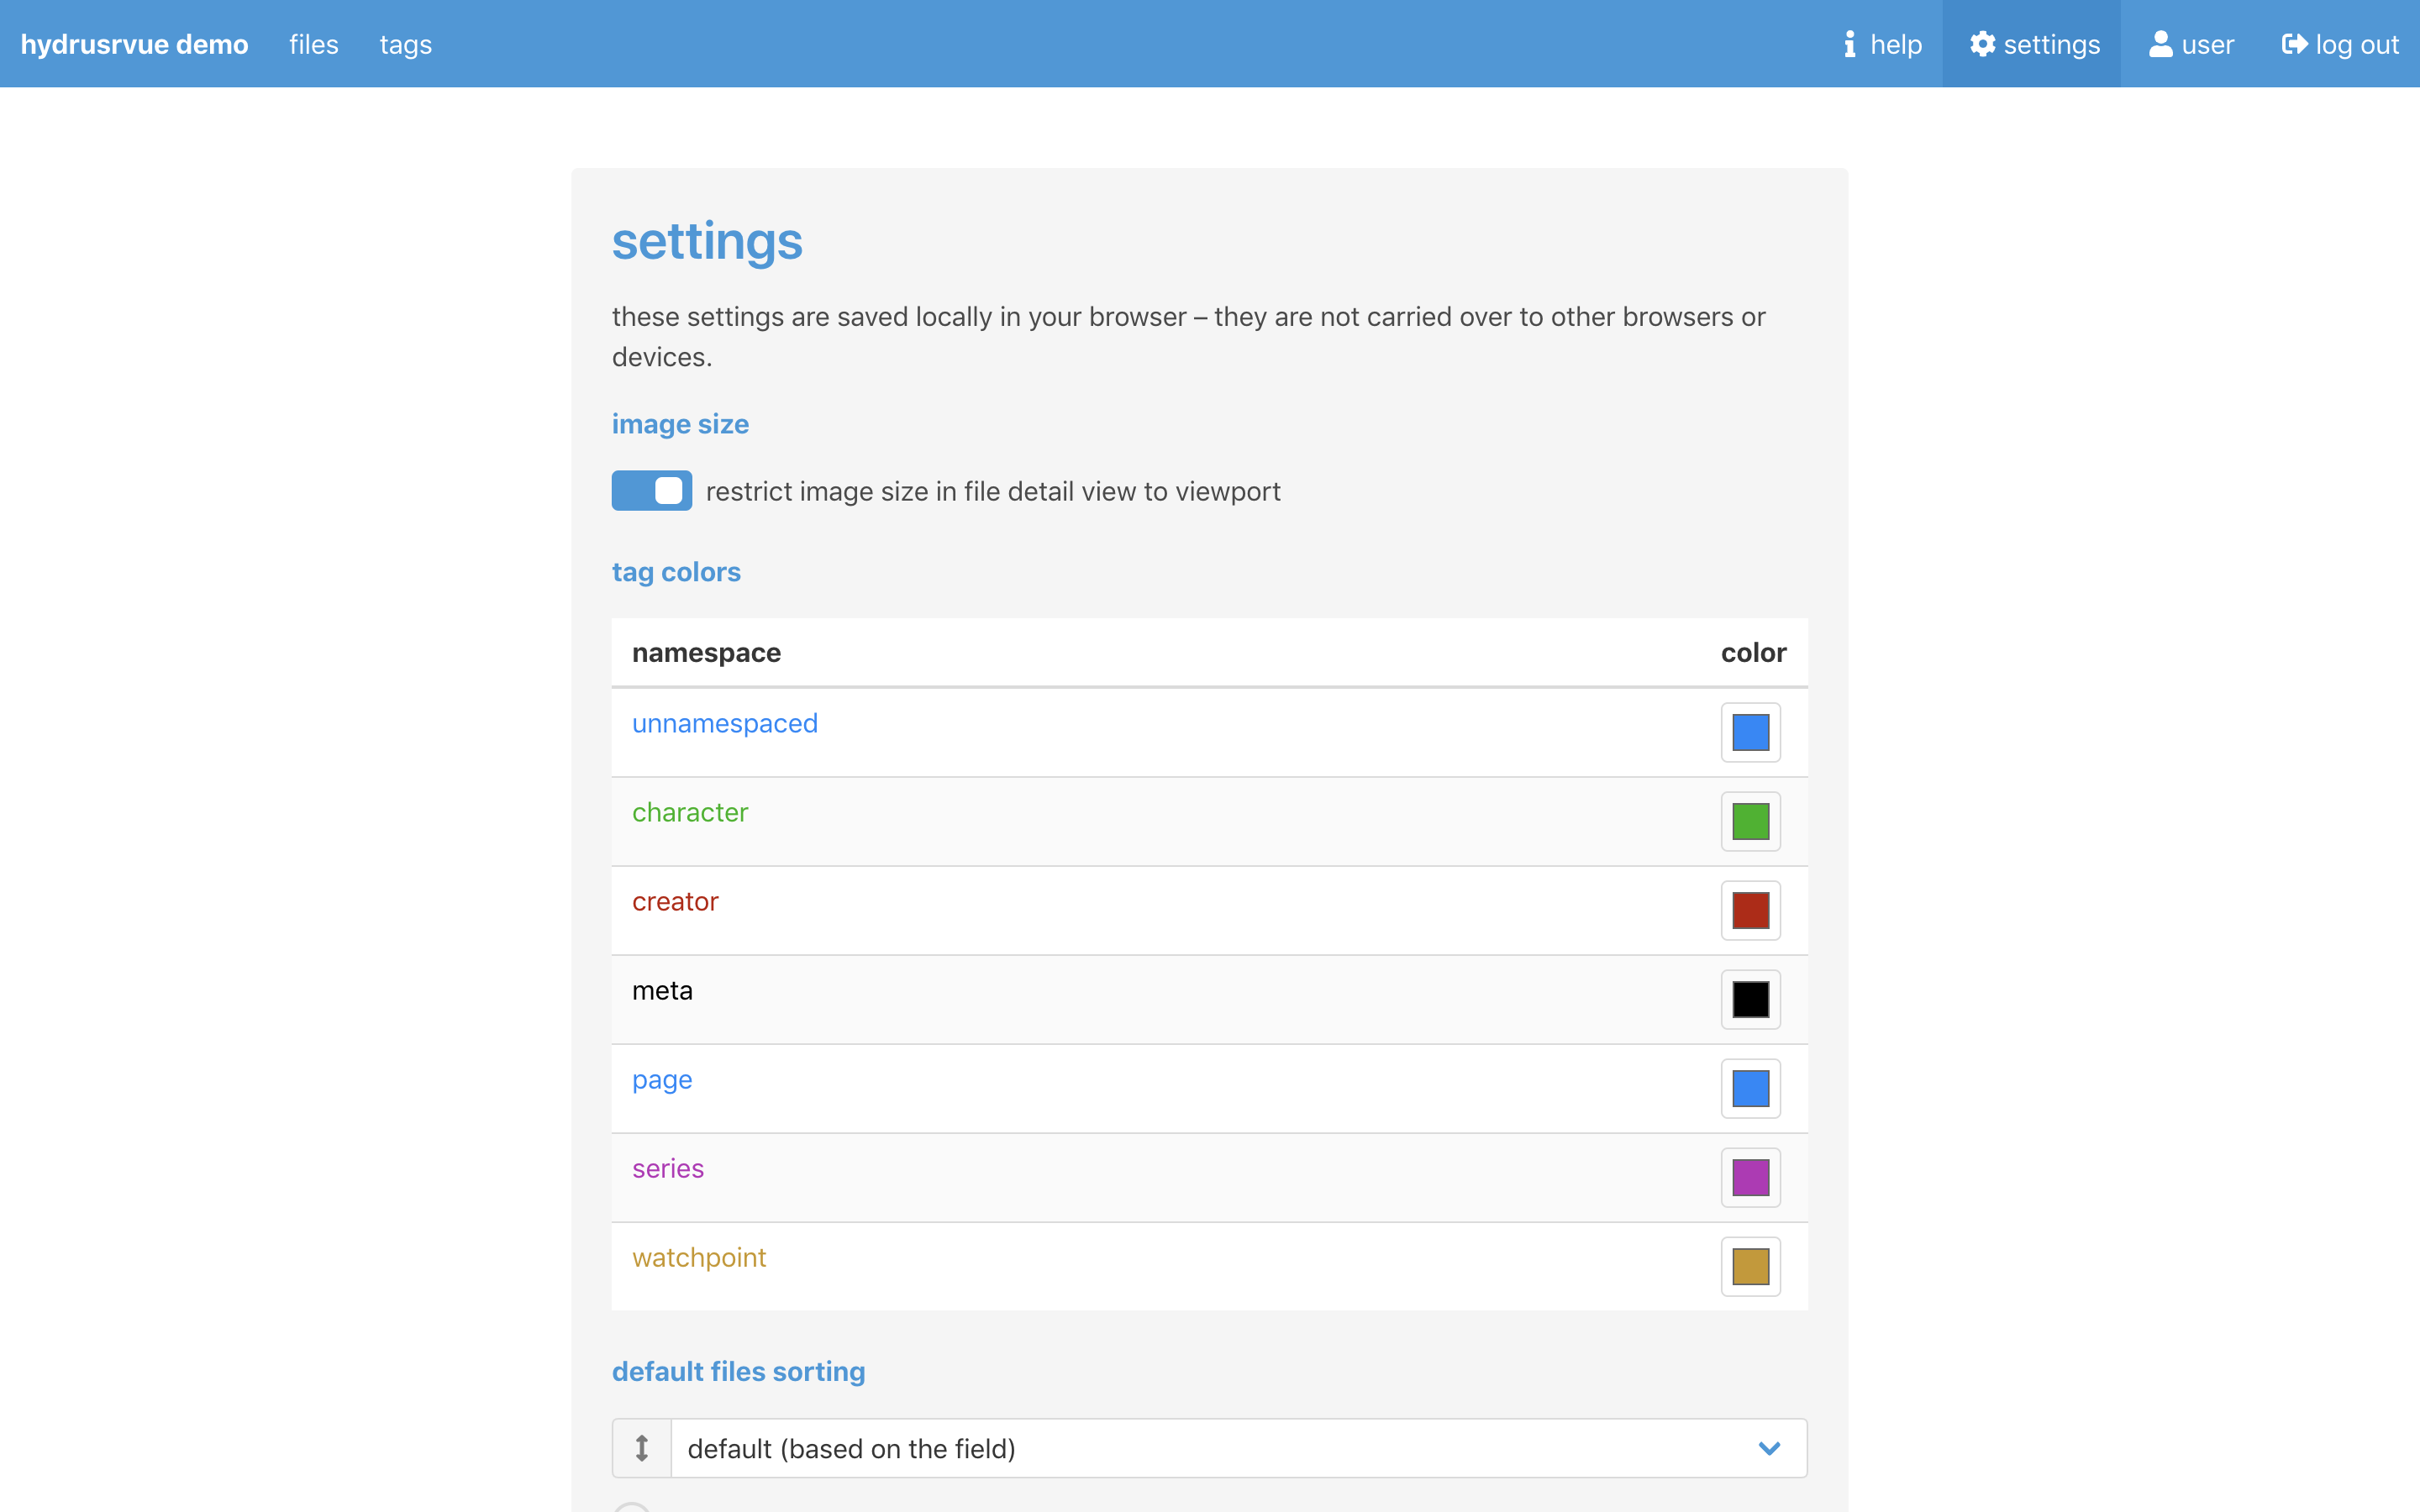 hydrusrvue demo files tags help settings user log out
settings
these settings are saved locally in your browser – they are not carried over to other browsers or
devices.
image size
restrict image size in file detail view to viewport
tag colors
namespace color
unnamespaced
character
creator
meta
page
series
watchpoint
default files sorting
default (based on the field)